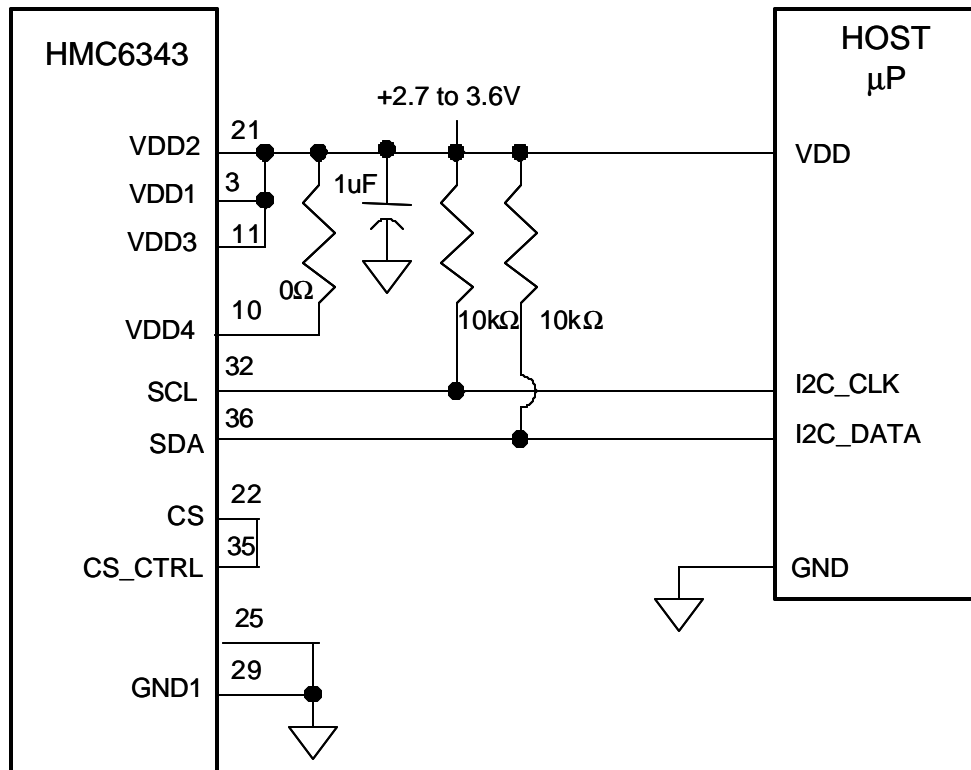 HMC6343
HOST
μP
+2.7 to 3.6V
21
VDD2
VDD
3
VDD1
1uF
11
VDD3
0Ω
10
VDD4
10kΩ 10kΩ
32
SCL
I2C_CLK
36
SDA
I2C_DATA
22
CS
35
CS_CTRL
GND
25
29
GND1